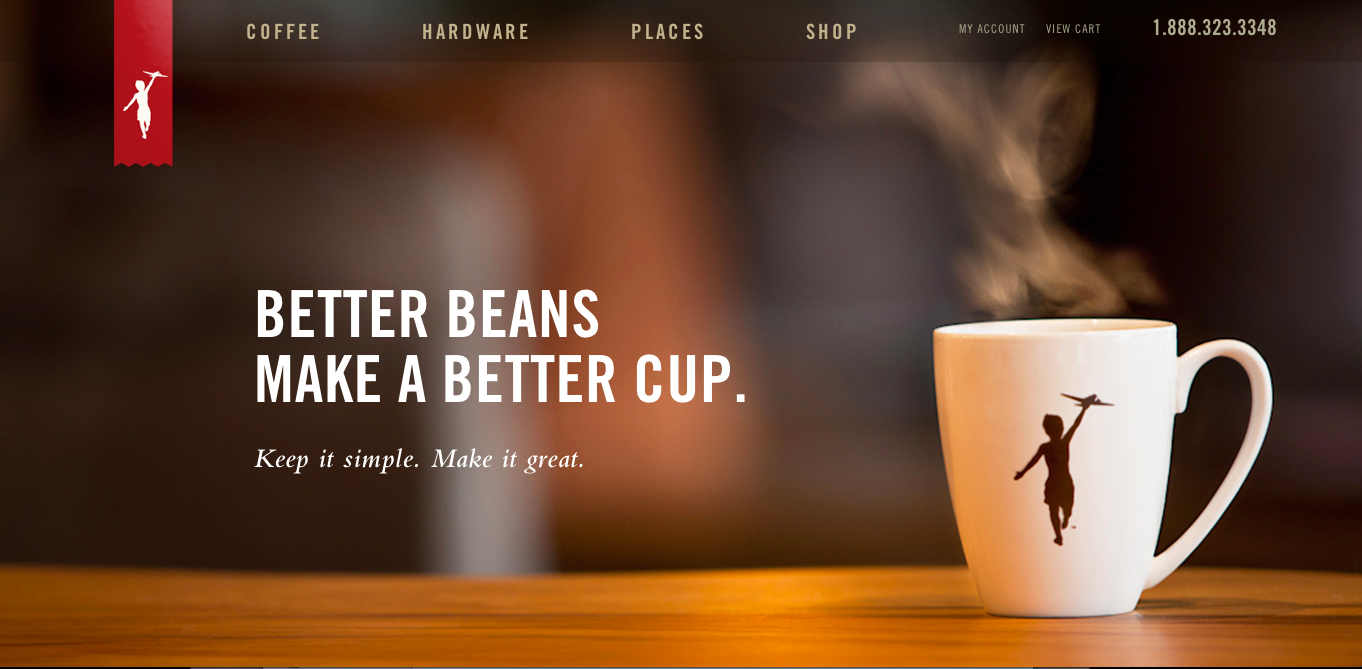 COFFEE HARDWARE PLACES SHOP MY ACCOUNT VIEW CART 1.888.323.3348
BETTER BEANS
MAKE A BETTER CUP.
Keep it simple. Make it great.